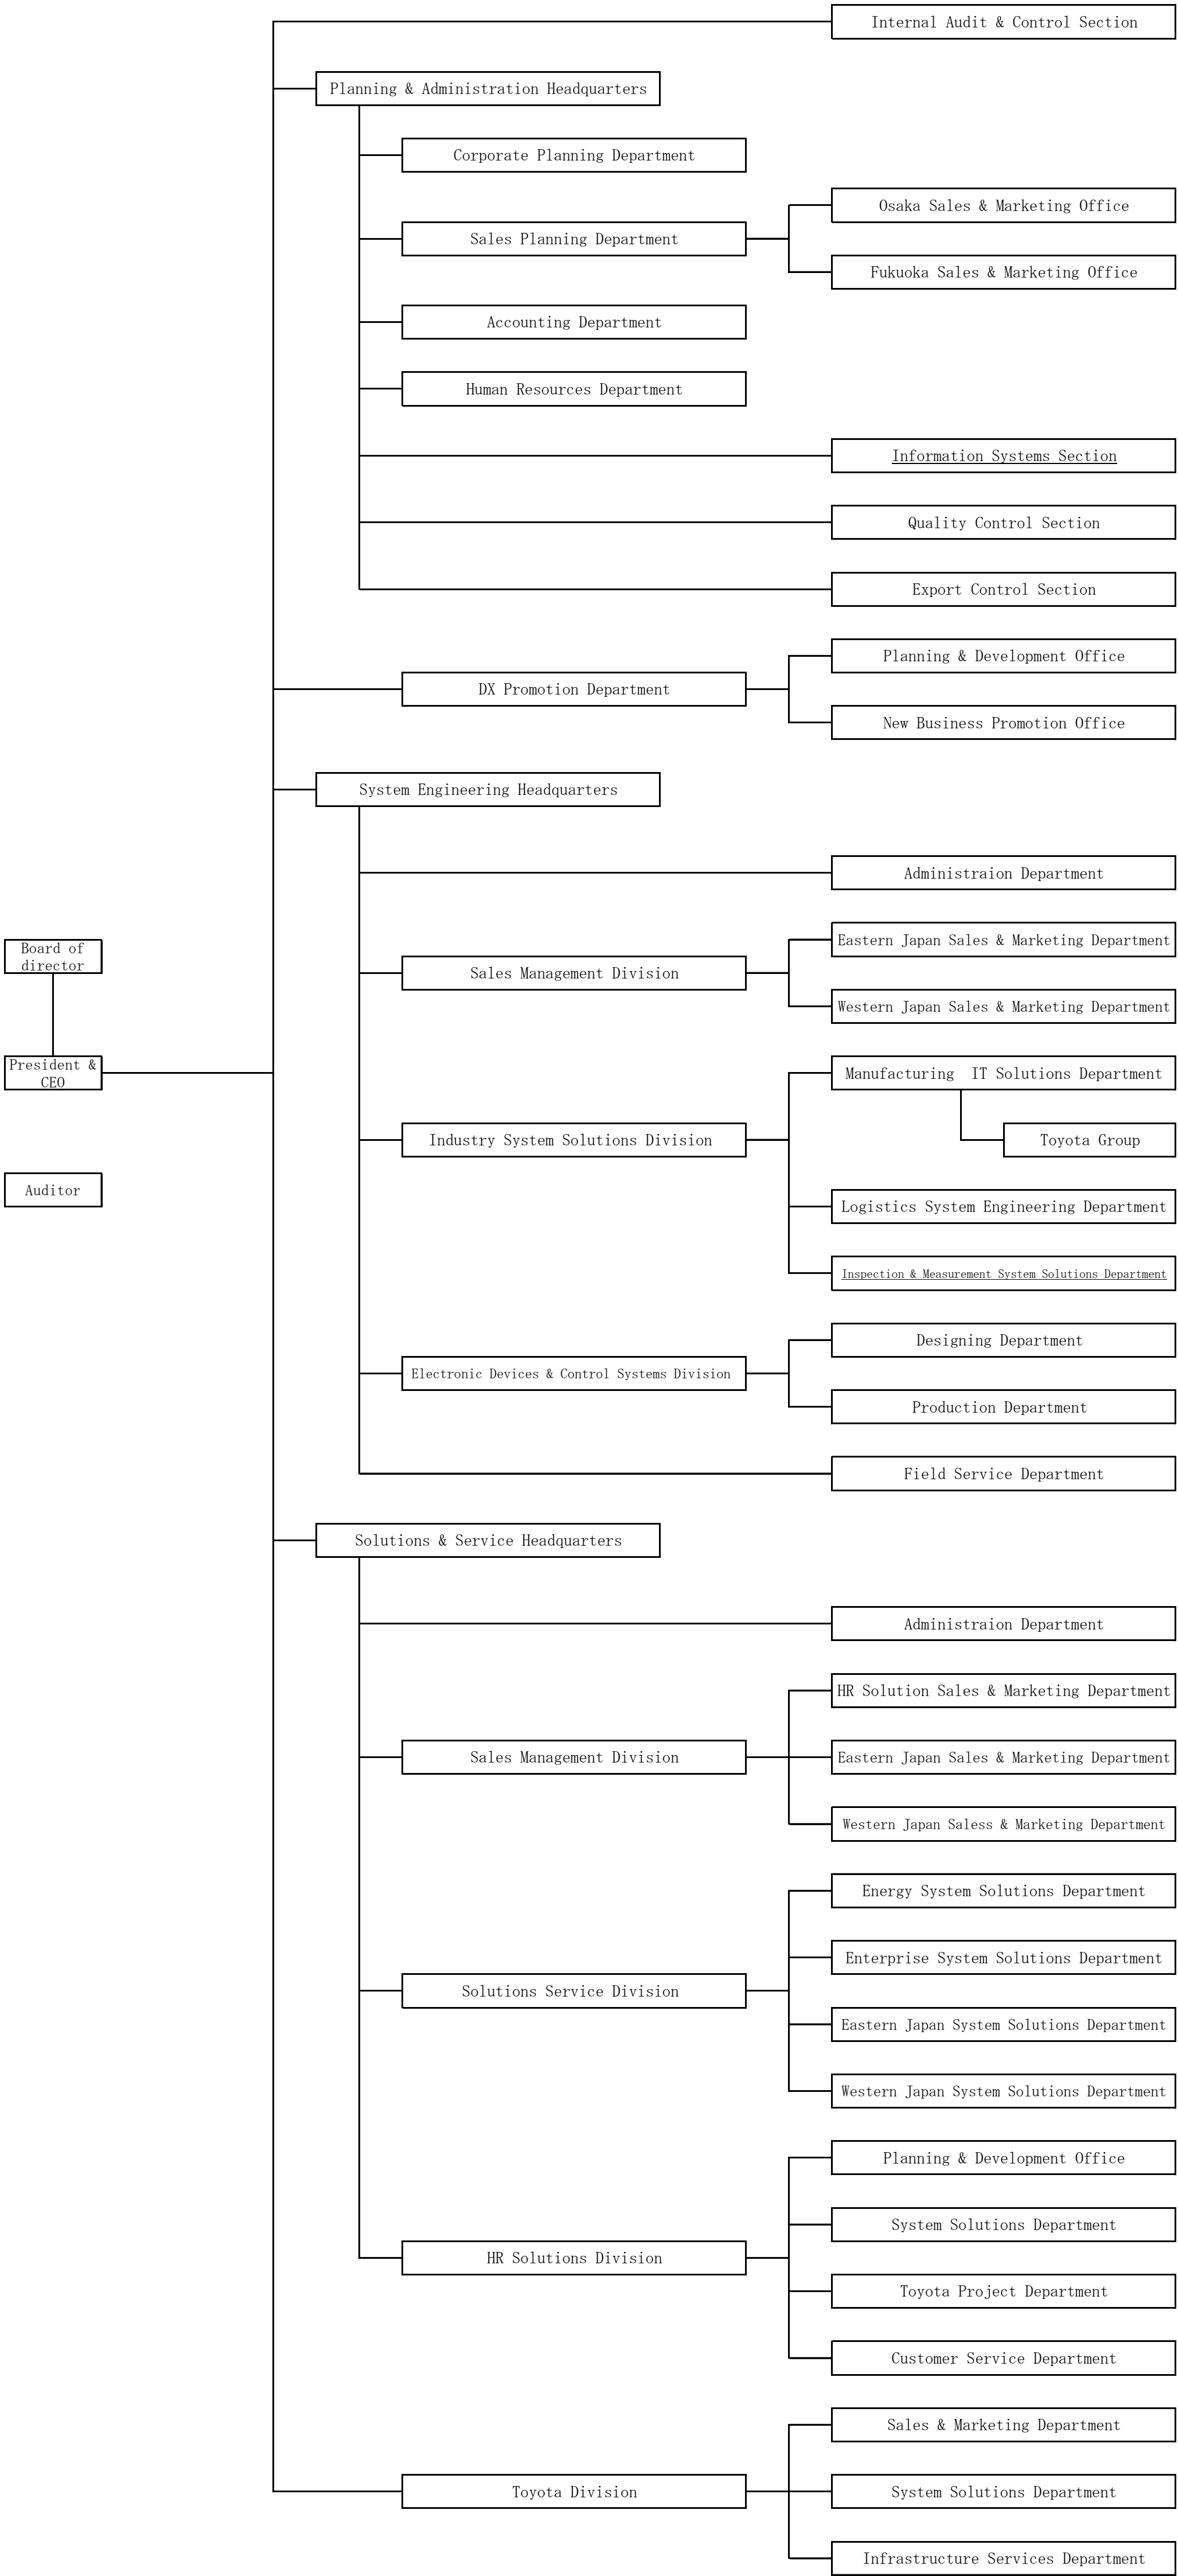 Internal Audit & Control Section
Planning & Administration Headquarters
Corporate Planning Department
Osaka Sales & Marketing Office
Sales Planning Department
Fukuoka Sales & Marketing Office
Accounting Department
Human Resources Department
Information Systems Section
Quality Control Section
Export Control Section
Planning & Development Office
DX Promotion Department
New Business Promotion Office
System Engineering Headquarters
Administraion Department
Board of
director
Eastern Japan Sales & Marketing Department
Sales Management Division
Western Japan Sales & Marketing Department
President &
CEO
Manufacturing  IT Solutions Department
Industry System Solutions Division
Toyota Group
Auditor
Logistics System Engineering Department
Inspection & Measurement System Solutions Department
Designing Department
Electronic Devices & Control Systems Division
Production Department
Field Service Department
Solutions & Service Headquarters
Administraion Department
HR Solution Sales & Marketing Department
Sales Management Division
Eastern Japan Sales & Marketing Department
Western Japan Saless & Marketing Department
Energy System Solutions Department
Enterprise System Solutions Department
Solutions Service Division
Eastern Japan System Solutions Department
Western Japan System Solutions Department
Planning & Development Office
System Solutions Department
HR Solutions Division
Toyota Project Department
Customer Service Department
Sales & Marketing Department
Toyota Division
System Solutions Department
Infrastructure Services Department